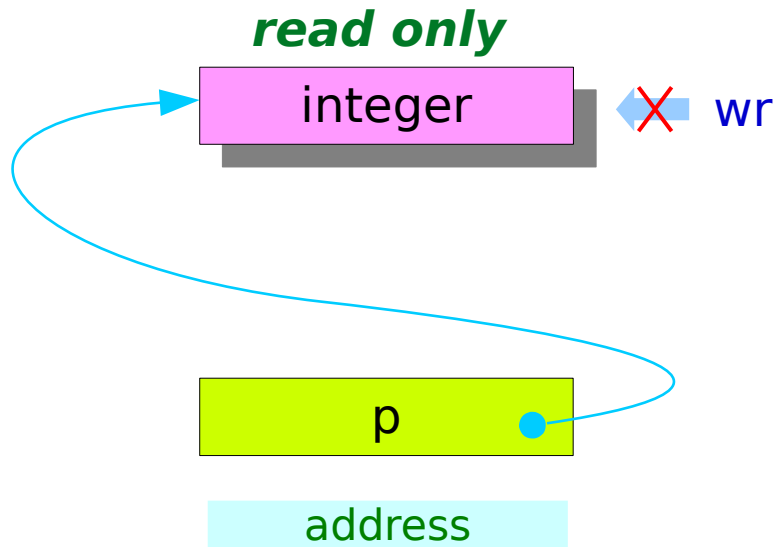 read only
integer
wr
p
address